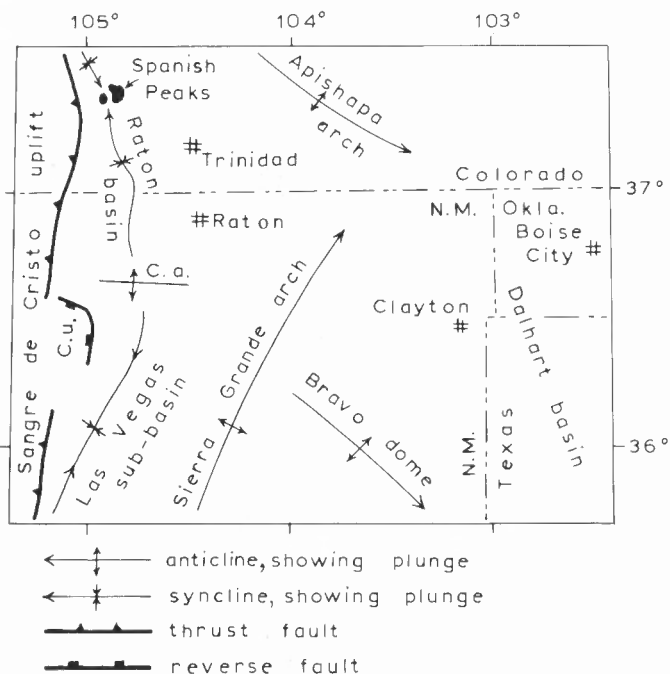 105° 104° 103°
Spanish
Peaks
Apishapa
arch
Raton
basin
Trinidad
uplift
Colorado
37°
N.M. Okla.
Raton
Boise
City
C.a.
Clayton
Sangre de Cristo
C.u.
Dalhart basin
Sierra Grande arch
Bravo dome
Las Vegas
sub-basin
N.M.
Texas
36°
anticline, showing plunge
syncline, showing plunge
thrust fault
reverse fault